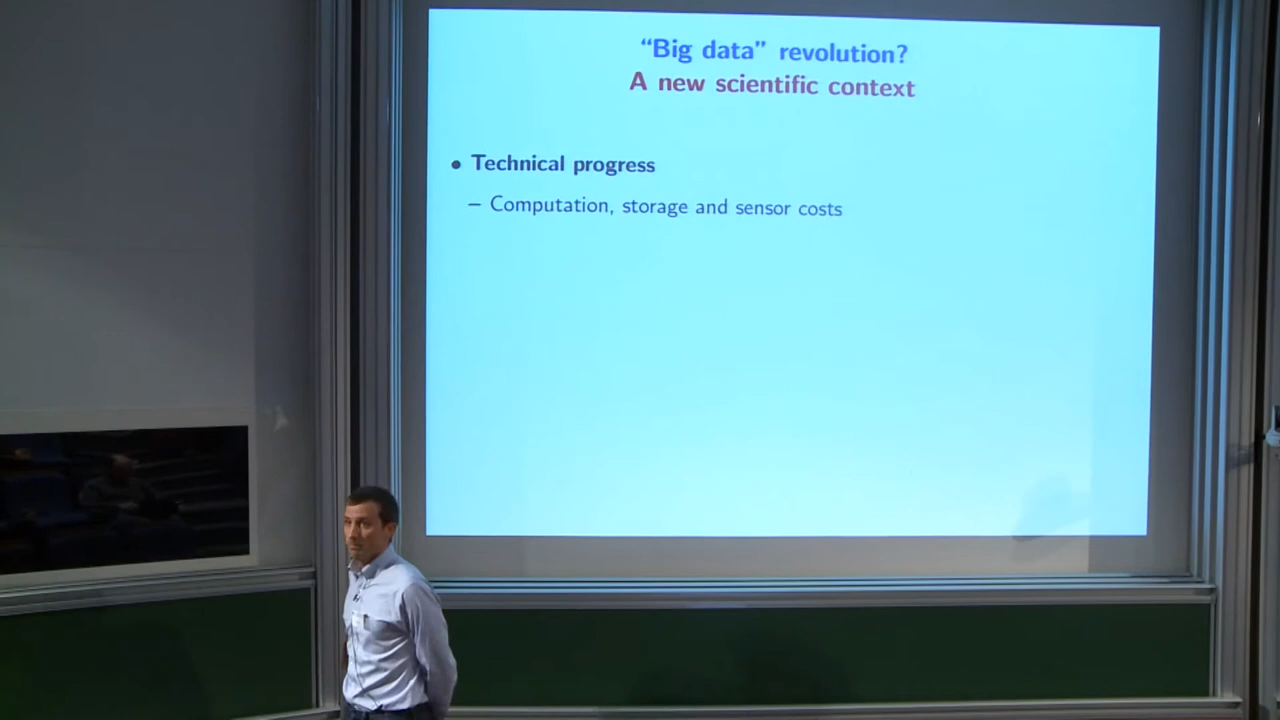 “Big data” revolution?
A new scientific context
• Technical progress
– Computation, storage and sensor costs